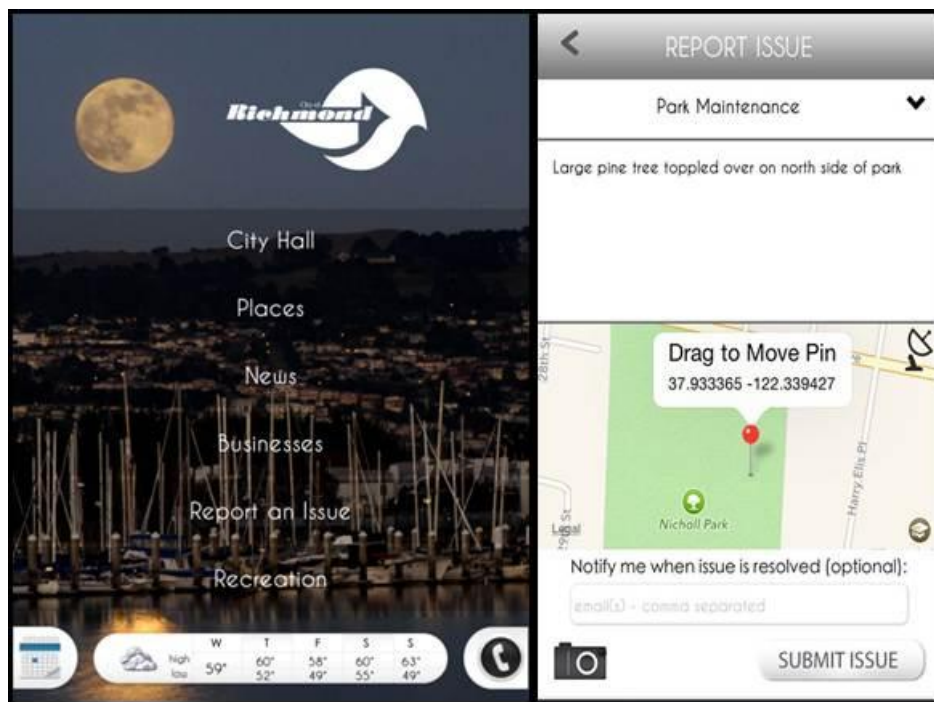 City of
Richmond
City Hall
Places
News
Businesses
Report an Issue
Recreation
W T F S S
high 59° 60° 58° 60° 63°
low 52° 49° 55° 49°
REPORT ISSUE
Park Maintenance
Large pine tree toppled over on north side of park
28th St
Drag to Move Pin
37.933365 -122.339427
Harry Ells Pl
29th St
Legal
Nicholl Park
Notify me when issue is resolved (optional):
email(s) - comma separated
SUBMIT ISSUE